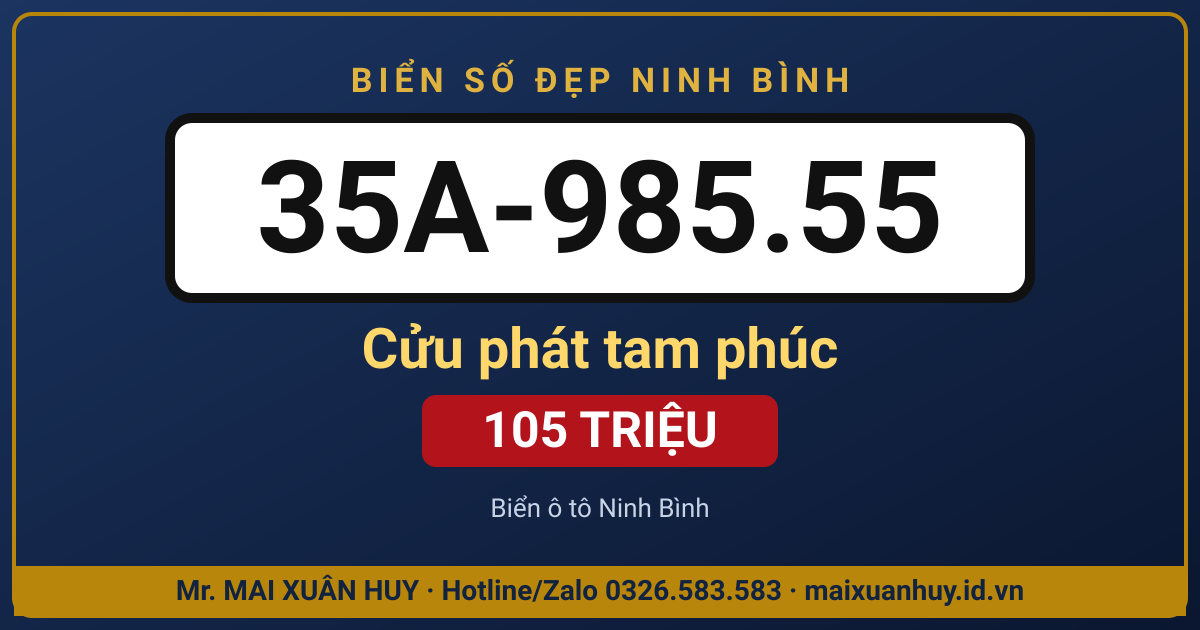 BIỂN SỐ ĐẸP NINH BÌNH
35A-985.55
Cửu phát tam phúc
105 TRIỆU
Biển ô tô Ninh Bình
Mr. MAI XUÂN HUY · Hotline/Zalo 0326.583.583 · maixuanhuy.id.vn